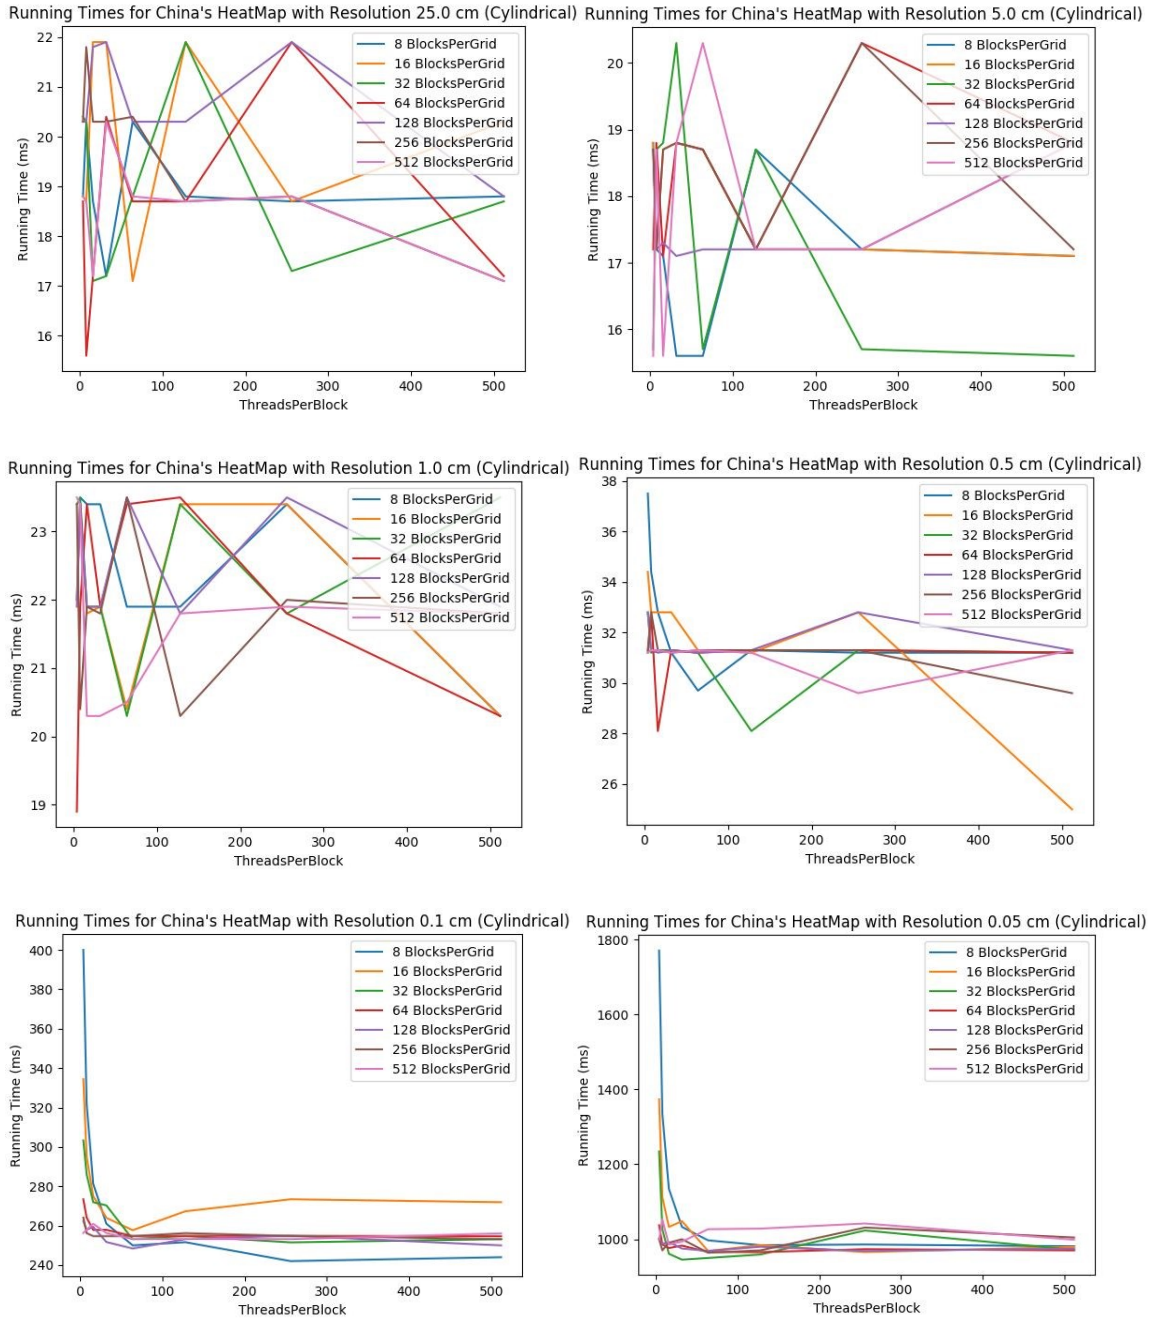 Running Times for China's HeatMap with Resolution 25.0 cm (Cylindrical)
22
21
20
19
18
17
16
Running Time (ms)
0 100 200 300 400 500
ThreadsPerBlock
8 BlocksPerGrid
16 BlocksPerGrid
32 BlocksPerGrid
64 BlocksPerGrid
128 BlocksPerGrid
256 BlocksPerGrid
512 BlocksPerGrid
Running Times for China's HeatMap with Resolution 5.0 cm (Cylindrical)
20
19
18
17
16
Running Time (ms)
0 100 200 300 400 500
ThreadsPerBlock
8 BlocksPerGrid
16 BlocksPerGrid
32 BlocksPerGrid
64 BlocksPerGrid
128 BlocksPerGrid
256 BlocksPerGrid
512 BlocksPerGrid
Running Times for China's HeatMap with Resolution 1.0 cm (Cylindrical)
23
22
21
20
19
Running Time (ms)
0 100 200 300 400 500
ThreadsPerBlock
8 BlocksPerGrid
16 BlocksPerGrid
32 BlocksPerGrid
64 BlocksPerGrid
128 BlocksPerGrid
256 BlocksPerGrid
512 BlocksPerGrid
Running Times for China's HeatMap with Resolution 0.5 cm (Cylindrical)
38
36
34
32
30
28
26
Running Time (ms)
0 100 200 300 400 500
ThreadsPerBlock
8 BlocksPerGrid
16 BlocksPerGrid
32 BlocksPerGrid
64 BlocksPerGrid
128 BlocksPerGrid
256 BlocksPerGrid
512 BlocksPerGrid
Running Times for China's HeatMap with Resolution 0.1 cm (Cylindrical)
400
380
360
340
320
300
280
260
240
Running Time (ms)
0 100 200 300 400 500
ThreadsPerBlock
8 BlocksPerGrid
16 BlocksPerGrid
32 BlocksPerGrid
64 BlocksPerGrid
128 BlocksPerGrid
256 BlocksPerGrid
512 BlocksPerGrid
Running Times for China's HeatMap with Resolution 0.05 cm (Cylindrical)
1800
1600
1400
1200
1000
Running Time (ms)
0 100 200 300 400 500
ThreadsPerBlock
8 BlocksPerGrid
16 BlocksPerGrid
32 BlocksPerGrid
64 BlocksPerGrid
128 BlocksPerGrid
256 BlocksPerGrid
512 BlocksPerGrid